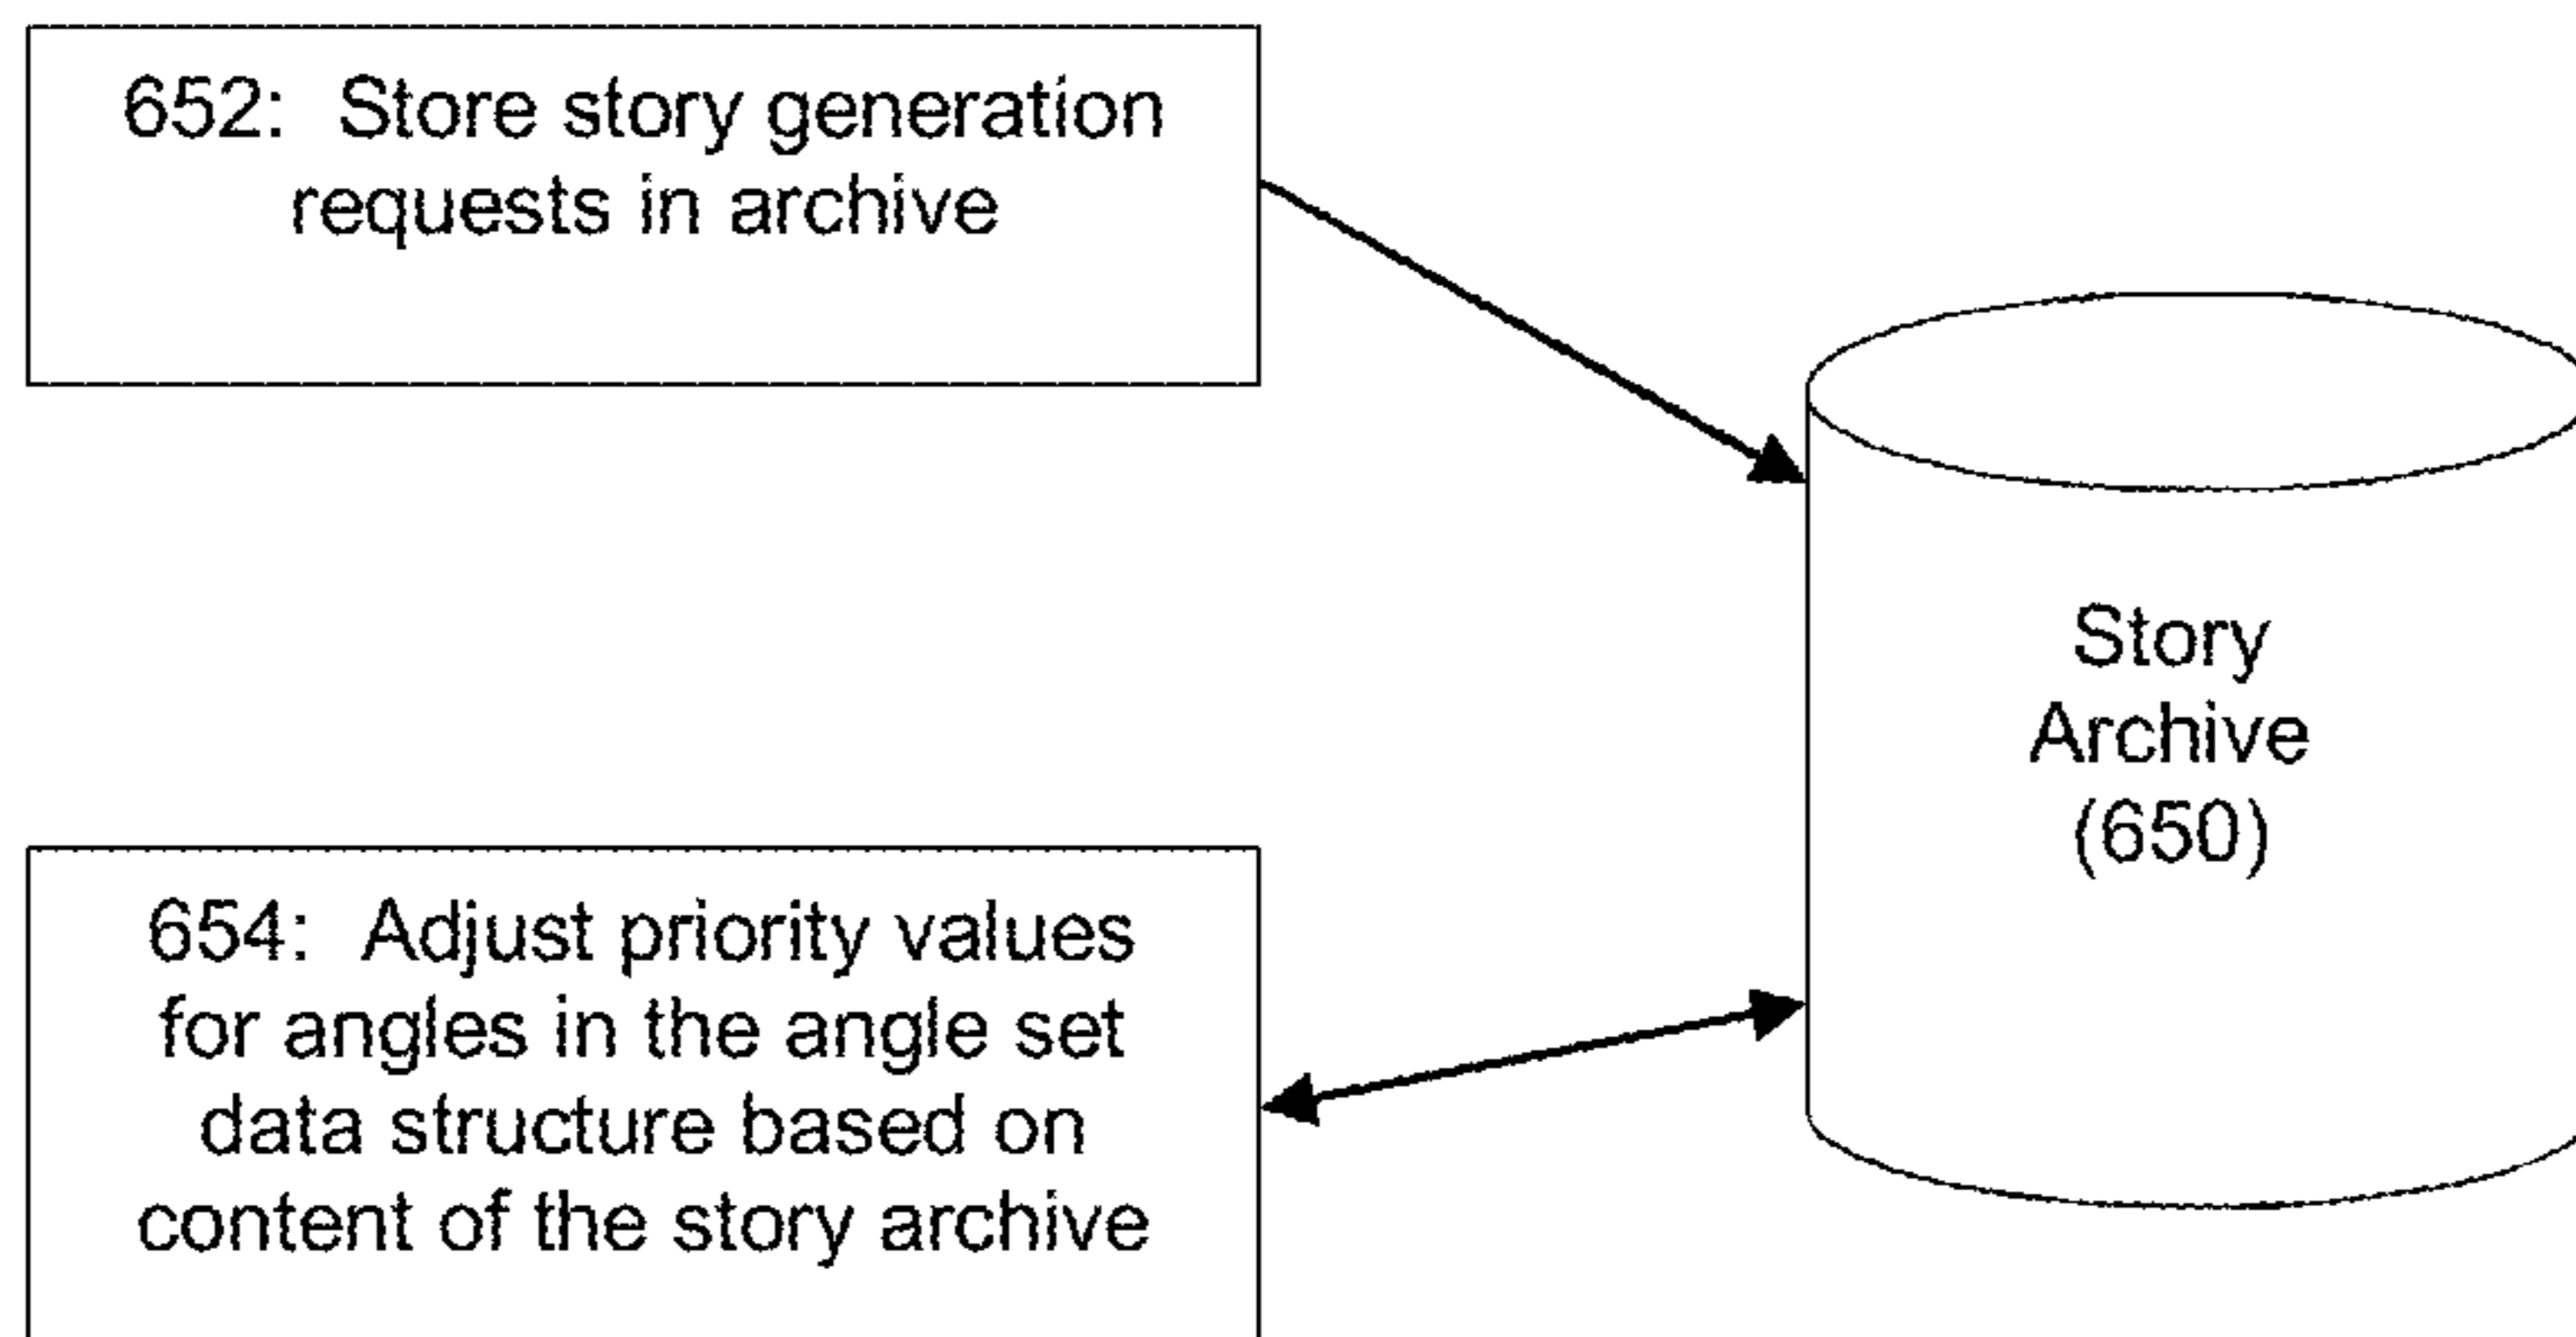 652: Store story generation
requests in archive
Story
Archive
(650)
654: Adjust priority values
for angles in the angle set
data structure based on
content of the story archive